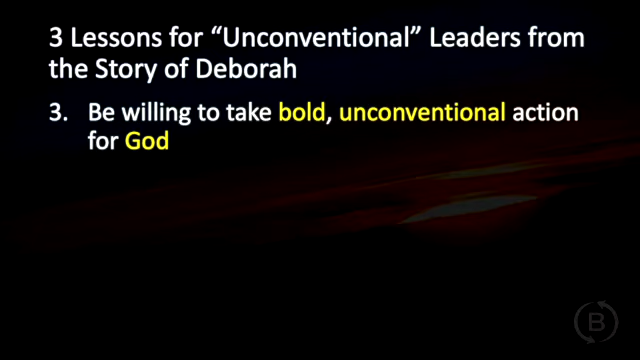 3 Lessons for “Unconventional” Leaders from
the Story of Deborah
3. Be willing to take bold, unconventional action
for God
B